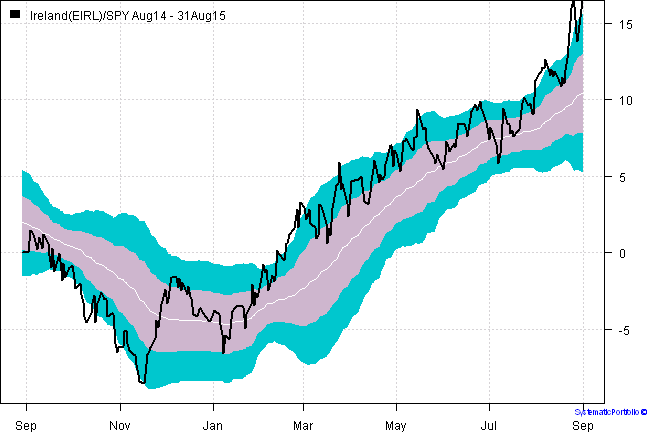 Ireland(EIRL)/SPY Aug14 - 31Aug15
15
10
5
0
-5
Sep Nov Jan Mar May Jul Sep
SystematicPortfolio ©